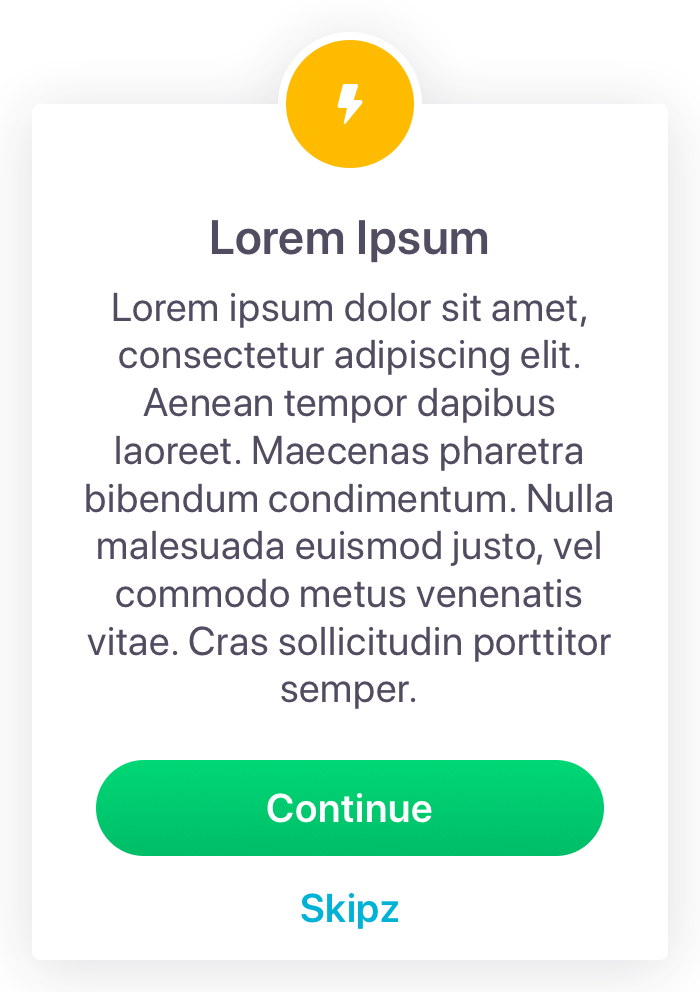 Lorem Ipsum
Lorem ipsum dolor sit amet,
consectetur adipiscing elit.
Aenean tempor dapibus
laoreet. Maecenas pharetra
bibendum condimentum. Nulla
malesuada euismod justo, vel
commodo metus venenatis
vitae. Cras sollicitudin porttitor
semper.
Continue
Skipz